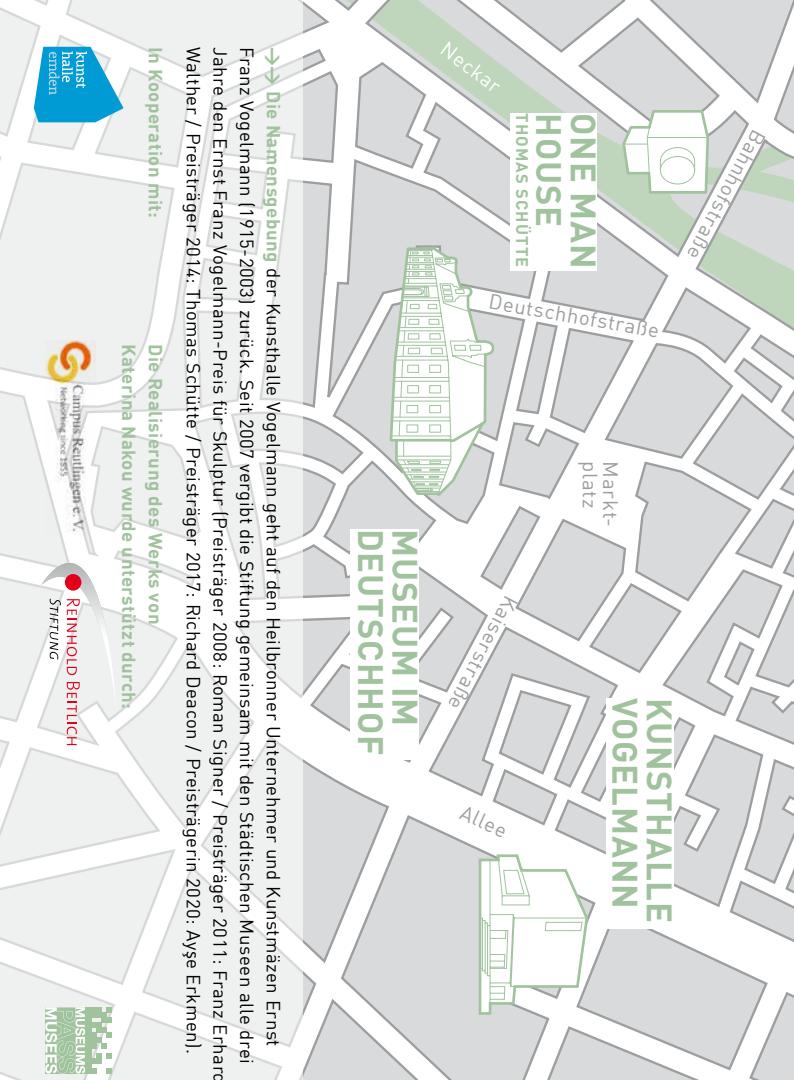 Neckar
Bahnhofstraße
ONE MAN
HOUSE
THOMAS SCHÜTTE
Deutschhofstraße
Markt-
platz
MUSEUM IM
DEUTSCHHOF
Kaiserstraße
KUNSTHALLE
VOGELMANN
Allee
→→ Die Namensgebung der Kunsthalle Vogelmann geht auf den Heilbronner Unternehmer und Kunstmäzen Ernst
Franz Vogelmann (1915-2003) zurück. Seit 2007 vergibt die Stiftung gemeinsam mit den Städtischen Museen alle drei
Jahre den Ernst Franz Vogelmann-Preis für Skulptur (Preisträger 2008: Roman Signer / Preisträger 2011: Franz Erhard
Walther / Preisträger 2014: Thomas Schütte / Preisträger 2017: Richard Deacon / Preisträgerin 2020: Ayşe Erkmen).
In Kooperation mit:
kunst
halle
emden
Die Realisierung des Werks von
Katerina Nakou wurde unterstützt durch:
Campus Reutlingen e. V.
Networking since 1855
REINHOLD BEITLICH
STIFTUNG
MUSEUMS
PASS
MUSÉES